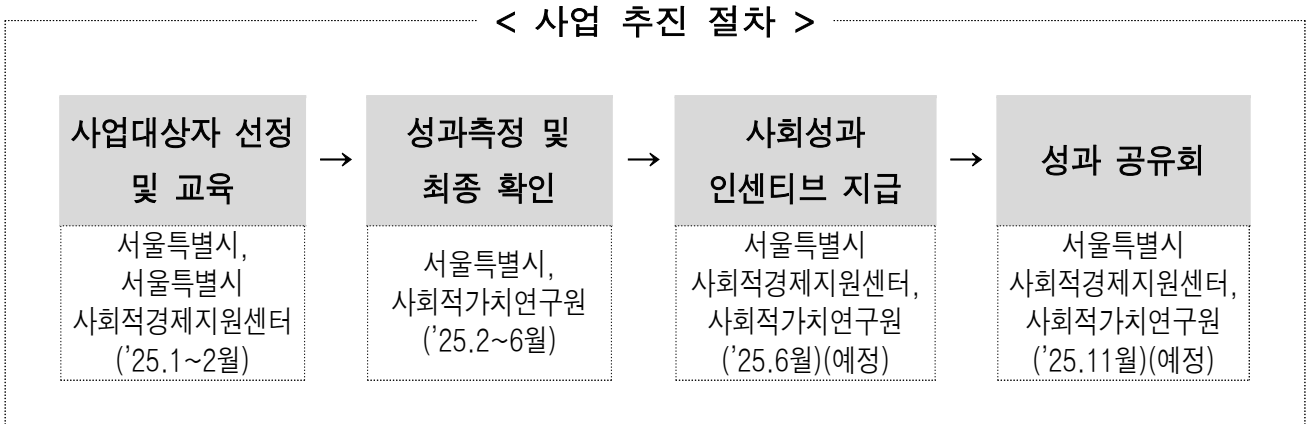 < 사업 추진 절차 >
사업대상자 선정
및 교육
→
성과측정 및
최종 확인
→
사회성과
인센티브 지급
→
성과 공유회
서울특별시,
서울특별시
사회적경제지원센터
('25.1~2월)
서울특별시,
사회적가치연구원
('25.2~6월)
서울특별시
사회적경제지원센터,
사회적가치연구원
('25.6월)(예정)
서울특별시
사회적경제지원센터,
사회적가치연구원
('25.11월)(예정)